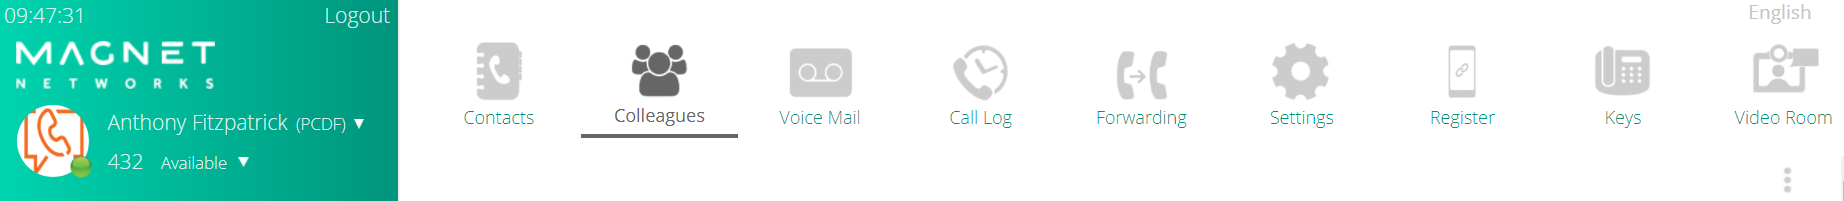 09:47:31 Logout
MAGNET
NETWORKS
Anthony Fitzpatrick (PCDF)
432 Available
English
Contacts Colleagues Voice Mail Call Log Forwarding Settings Register Keys Video Room